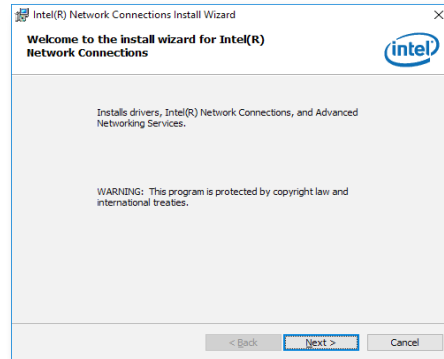 Intel(R) Network Connections Install Wizard
Welcome to the install wizard for Intel(R)
Network Connections
intel
Installs drivers, Intel(R) Network Connections, and Advanced
Networking Services.
WARNING: This program is protected by copyright law and
international treaties.
< Back
Next >
Cancel